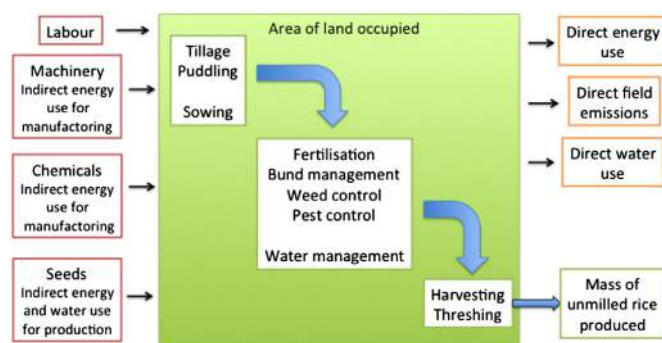 Labour
Machinery
Indirect energy
use for
manufactoring
Chemicals
Indirect energy
use for
manufactoring
Seeds
Indirect energy
and water use
for production
Area of land occupied
Tillage
Puddling
Sowing
Fertilisation
Bund management
Weed control
Pest control
Water management
Harvesting
Threshing
Direct energy
use
Direct field
emissions
Direct water
use
Mass of
unmilled rice
produced